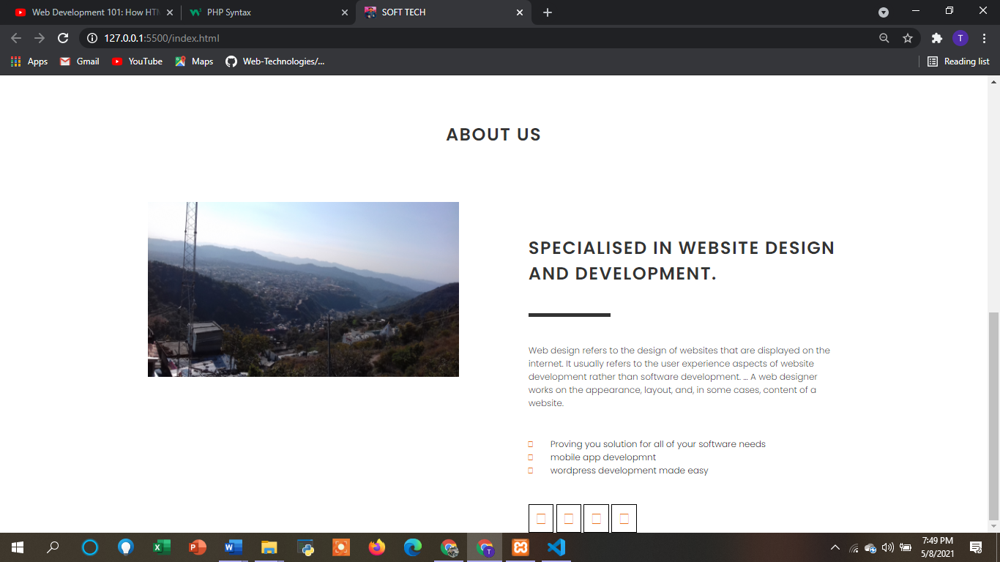 Web Development 101: How HTM
PHP Syntax
SOFT TECH
127.0.0.1:5500/index.html
T
Apps
Gmail
YouTube
Maps
Web-Technologies/...
Reading list
ABOUT US
SPECIALISED IN WEBSITE DESIGN
AND DEVELOPMENT.
Web design refers to the design of websites that are displayed on the
internet. It usually refers to the user experience aspects of website
development rather than software development. ... A web designer
works on the appearance, layout, and, in some cases, content of a
website.
Proving you solution for all of your software needs
mobile app developmnt
wordpress development made easy
7:49 PM
5/8/2021